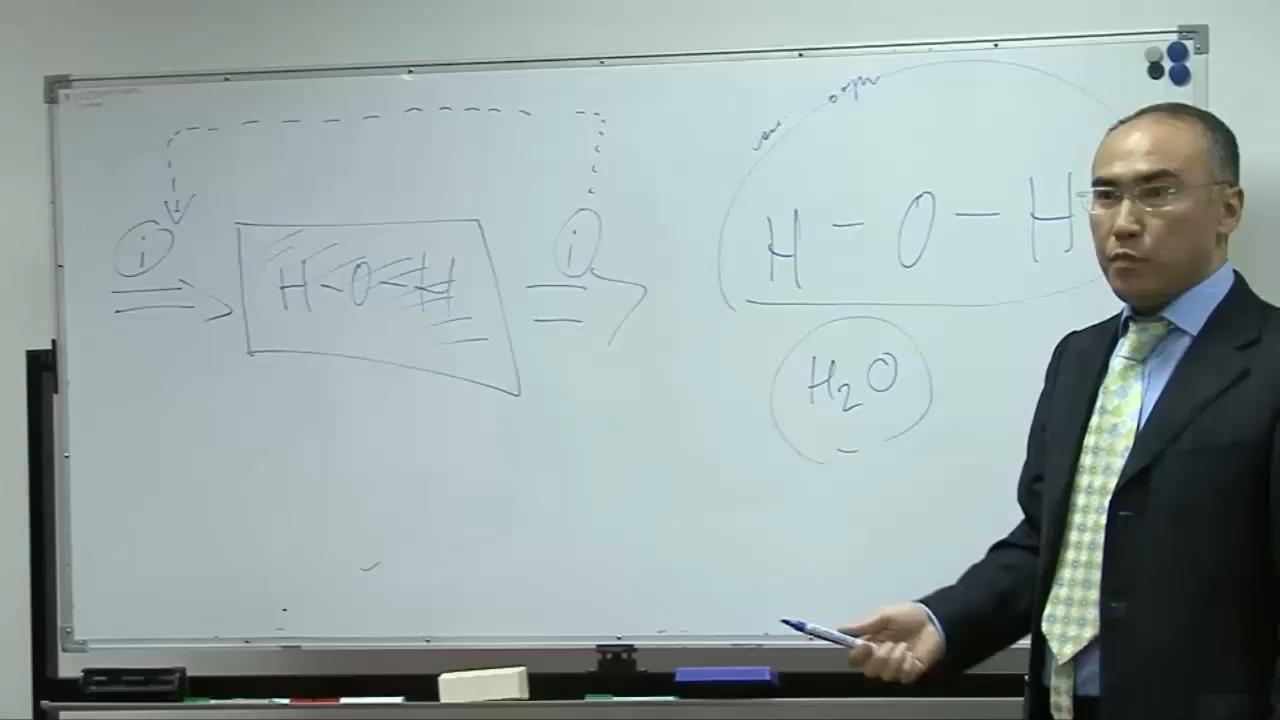 i
H-O-H
i
H - O - H
H₂O